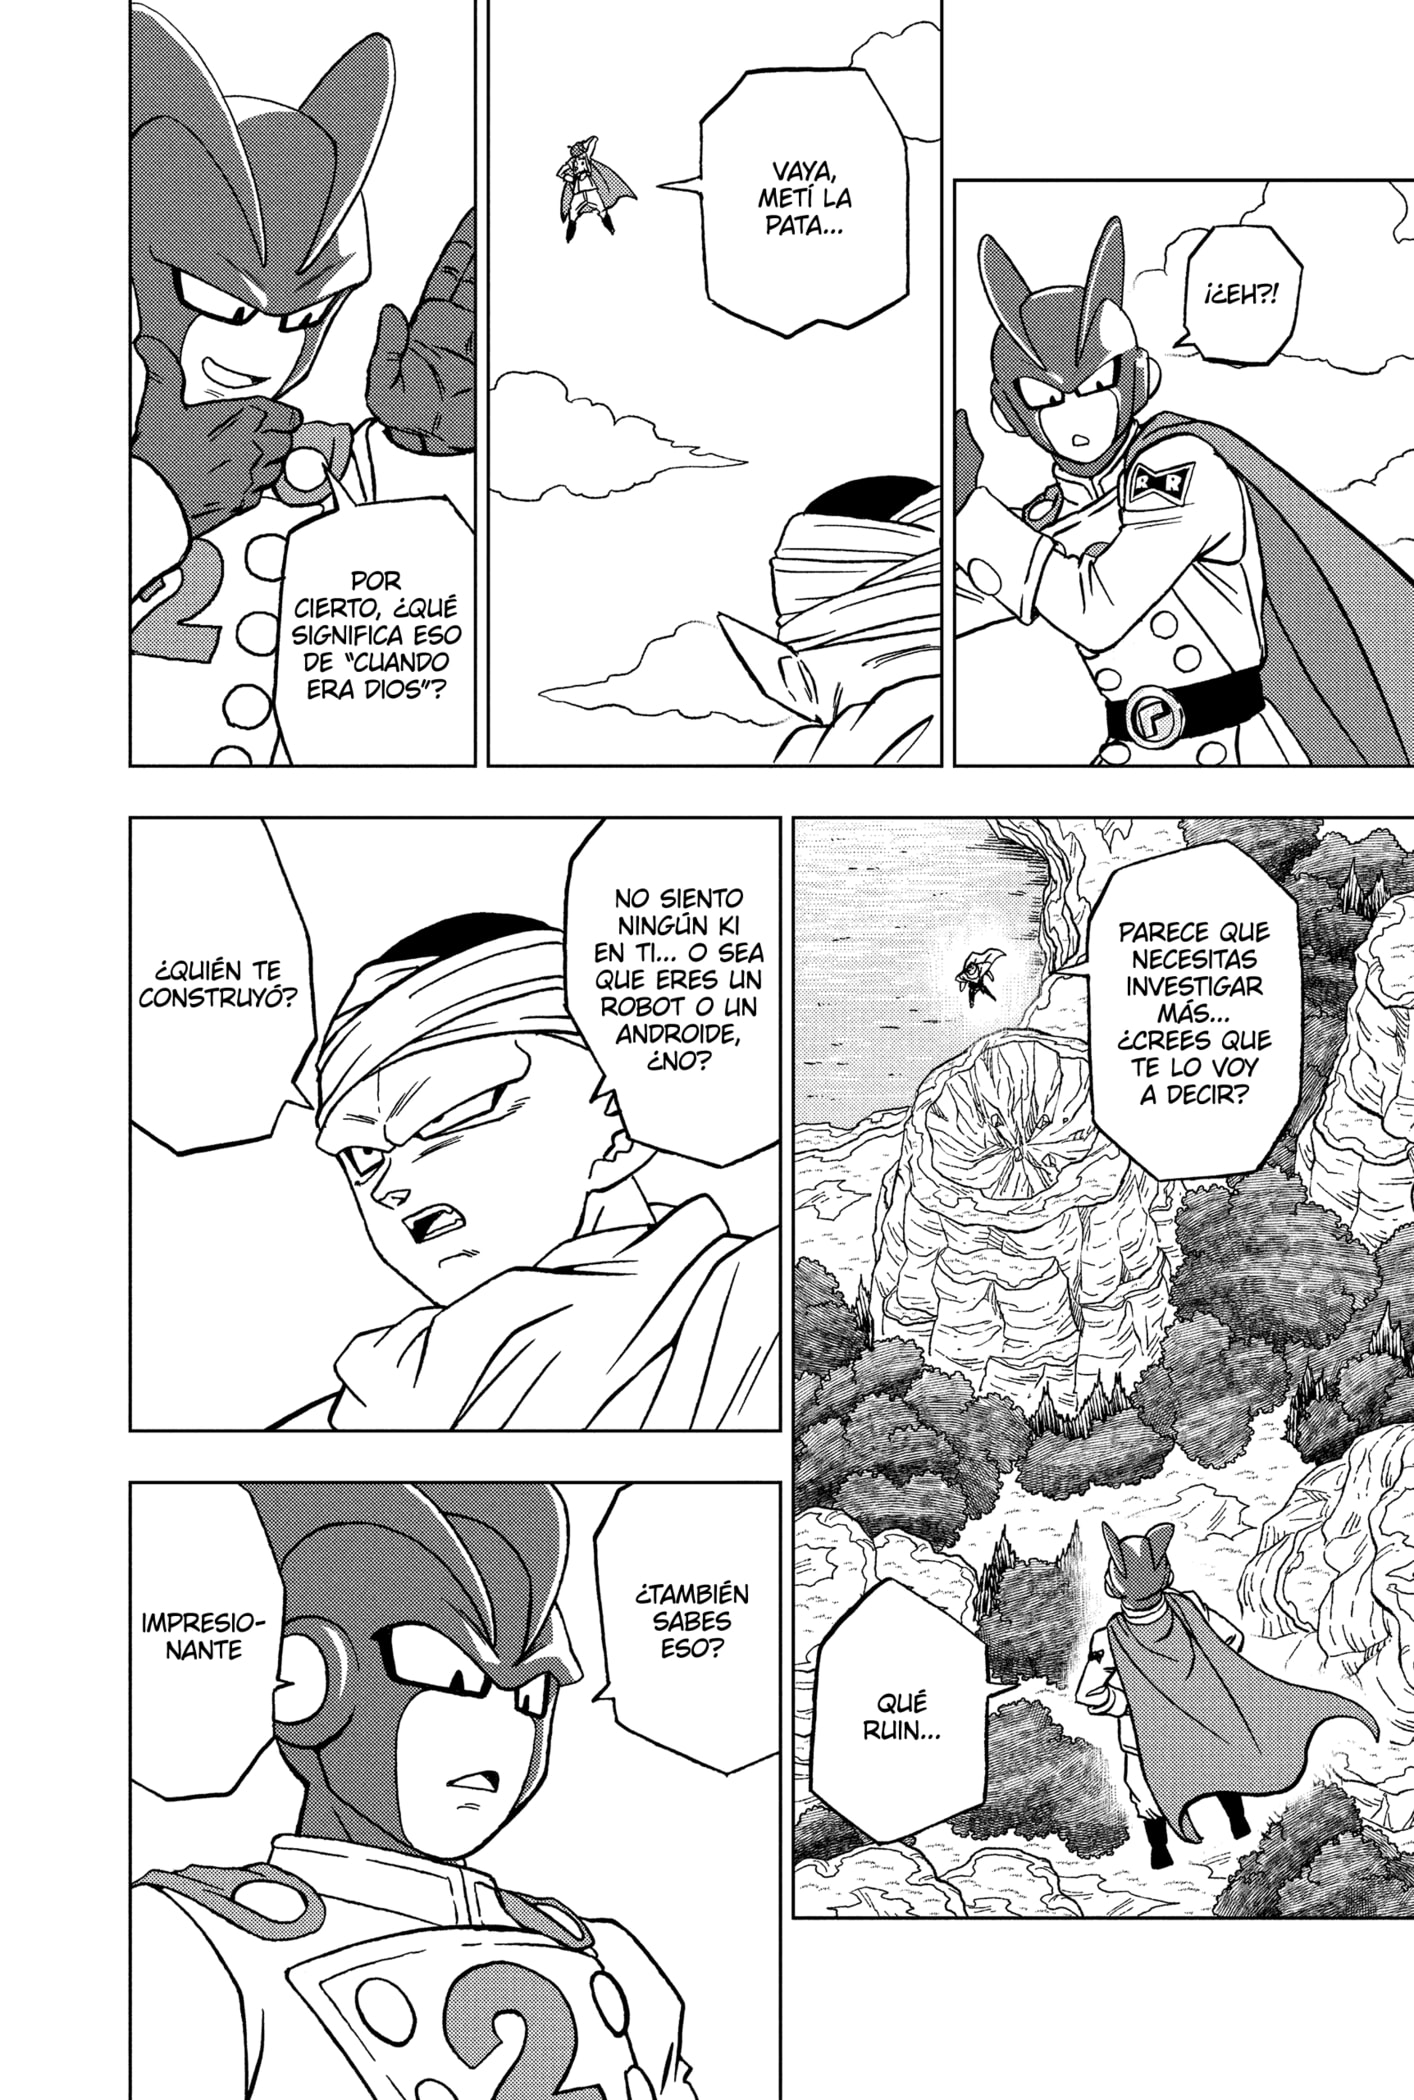 ¡¿EH?!
VAYA,
METÍ LA
PATA...
POR
CIERTO, ¿QUÉ
SIGNIFICA ESO
DE "CUANDO
ERA DIOS"?
2
R R
PARECE QUE
NECESITAS
INVESTIGAR
MÁS...
¿CREES QUE
TE LO VOY
A DECIR?
QUÉ
RUIN...
NO SIENTO
NINGÚN KI
EN TI... O SEA
QUE ERES UN
ROBOT O UN
ANDROIDE,
¿NO?
¿QUIÉN TE
CONSTRUYÓ?
¿TAMBIÉN
SABES
ESO?
IMPRESIO-
NANTE
2